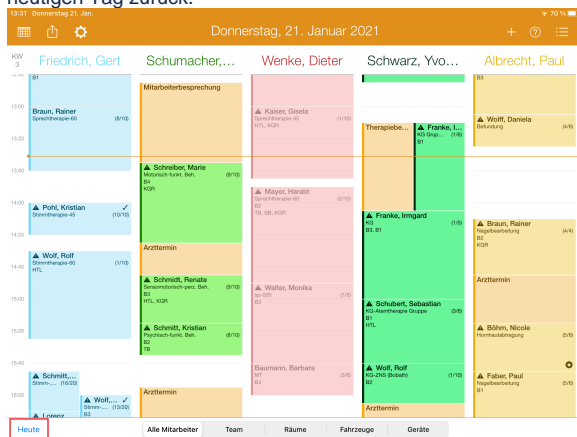 heutigen Tag zurück.
13:31 Donnerstag 21. Jan.
70 %
Donnerstag, 21. Januar 2021
KW
3
Friedrich, Gert
Schumacher,...
Wenke, Dieter
Schwarz, Yvo...
Albrecht, Paul
13:00
13:20
13:40
14:00
14:20
14:40
15:00
15:20
15:40
16:00
B1
Braun, Rainer
Sprechtherapie-60 (8/10)
Pohl, Kristian ✓
Stimmtherapie-45 (10/10)
Wolf, Rolf
Stimmtherapie-60 (1/10)
HTL
Schmitt,...
Stimm-,... (16/20)
Wolf,... ✓
Stimm-,... (13/20)
B3
Lorenz
Mitarbeiterbesprechung
Schreiber, Marie
Motorisch-funkt. Beh. (9/10)
B4
KGR
Arzttermin
Schmidt, Renate
Sensomotorisch-perz. Beh. (9/10)
B3
HTL, KGR
Schmitt, Kristian
Psychisch-funkt. Beh. (8/10)
B2
TB
Arzttermin
Kaiser, Gisela
Sprechtherapie-45 (1/10)
HTL, KGR
Mayer, Harald
Sprechtherapie-60 (2/10)
B2
TB, SB, KGR
Walter, Monika
sp-028 (7/8)
B3
Baumann, Barbara
MT (5/6)
B4
Therapiebe...
Franke, I...
KG-Grup... (1/6)
B1
Franke, Irmgard
KG (1/5)
B3, B1
Schubert, Sebastian
KG-Atemtherapie Gruppe (3/6)
B1
HTL
Wolf, Rolf
KG-ZNS (Bobath) (1/10)
B2
Arzttermin
B3
Wolff, Daniela
Befundung (4/6)
Braun, Rainer
Nagelbearbeitung (4/4)
B2
KGR
Arzttermin
Böhm, Nicole
Hornhautabtragung (5/8)
Faber, Paul
Nagelbearbeitung (5/6)
B1
Heute
Alle Mitarbeiter
Team
Räume
Fahrzeuge
Geräte